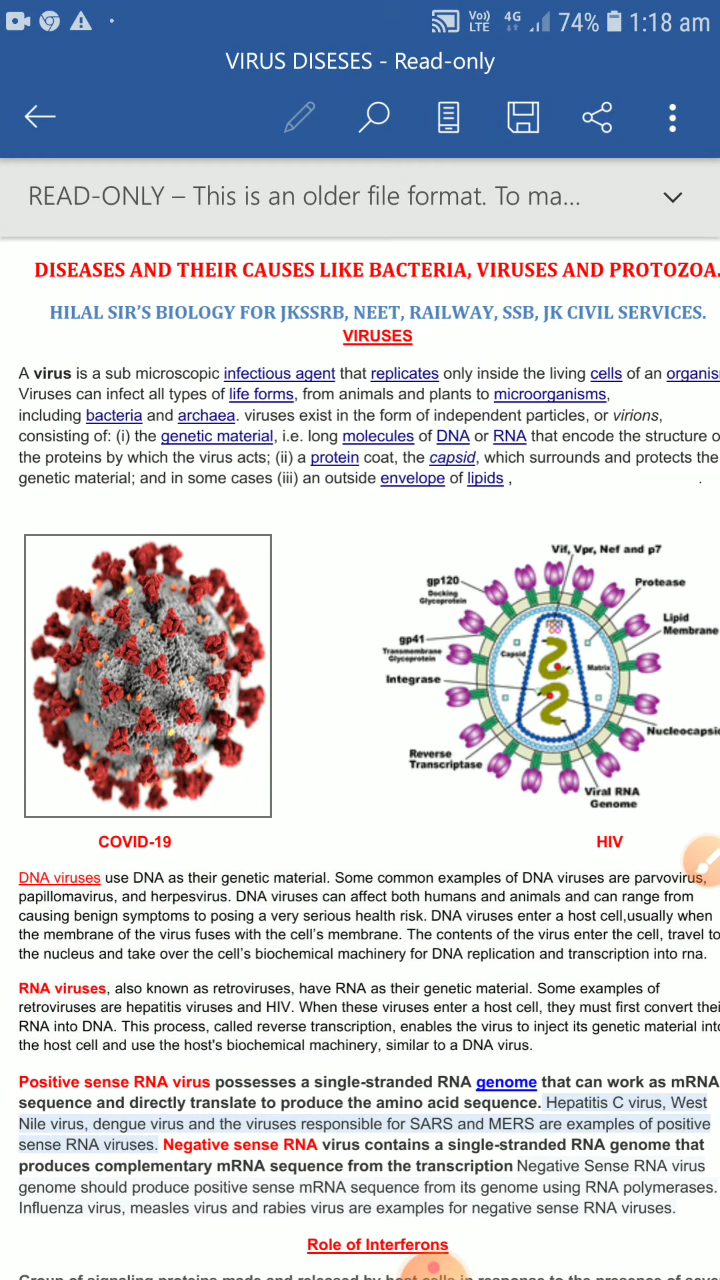 Vo)) LTE 4G 74% 1:18 am
VIRUS DISESES - Read-only
READ-ONLY – This is an older file format. To ma...
DISEASES AND THEIR CAUSES LIKE BACTERIA, VIRUSES AND PROTOZOA.
HILAL SIR'S BIOLOGY FOR JKSSRB, NEET, RAILWAY, SSB, JK CIVIL SERVICES.
VIRUSES
A virus is a sub microscopic infectious agent that replicates only inside the living cells of an organis
Viruses can infect all types of life forms, from animals and plants to microorganisms,
including bacteria and archaea. viruses exist in the form of independent particles, or virions,
consisting of: (i) the genetic material, i.e. long molecules of DNA or RNA that encode the structure o
the proteins by which the virus acts; (ii) a protein coat, the capsid, which surrounds and protects the
genetic material; and in some cases (iii) an outside envelope of lipids , .
Vif, Vpr, Nef and p7
gp120
Docking
Glycoprotein
Protease
Lipid
Membrane
gp41
Transmembrane
Glycoprotein
Capsid
Matrix
Integrase
Nucleocapsi
Reverse
Transcriptase
Viral RNA
Genome
COVID-19
HIV
DNA viruses use DNA as their genetic material. Some common examples of DNA viruses are parvovirus,
papillomavirus, and herpesvirus. DNA viruses can affect both humans and animals and can range from
causing benign symptoms to posing a very serious health risk. DNA viruses enter a host cell,usually when
the membrane of the virus fuses with the cell's membrane. The contents of the virus enter the cell, travel to
the nucleus and take over the cell's biochemical machinery for DNA replication and transcription into rna.
RNA viruses, also known as retroviruses, have RNA as their genetic material. Some examples of
retroviruses are hepatitis viruses and HIV. When these viruses enter a host cell, they must first convert thei
RNA into DNA. This process, called reverse transcription, enables the virus to inject its genetic material into
the host cell and use the host's biochemical machinery, similar to a DNA virus.
Positive sense RNA virus possesses a single-stranded RNA genome that can work as mRNA
sequence and directly translate to produce the amino acid sequence. Hepatitis C virus, West
Nile virus, dengue virus and the viruses responsible for SARS and MERS are examples of positive
sense RNA viruses. Negative sense RNA virus contains a single-stranded RNA genome that
produces complementary mRNA sequence from the transcription Negative Sense RNA virus
genome should produce positive sense mRNA sequence from its genome using RNA polymerases.
Influenza virus, measles virus and rabies virus are examples for negative sense RNA viruses.
Role of Interferons